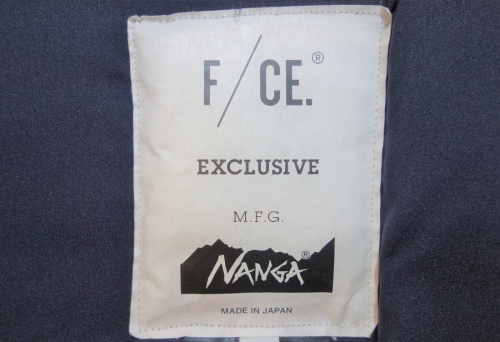 F/CE.®
EXCLUSIVE
M.F.G.
NANGA®
MADE IN JAPAN